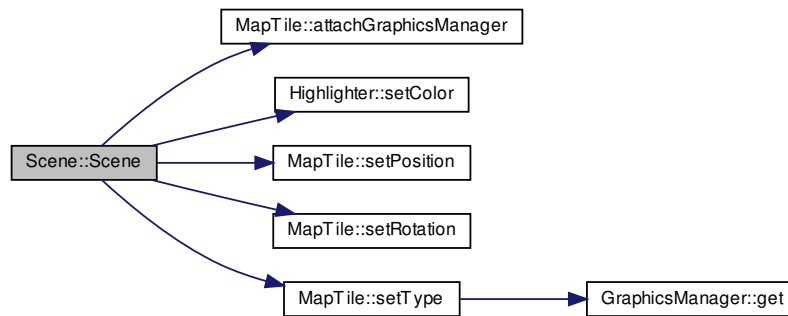 MapTile::attachGraphicsManager
Highlighter::setColor
Scene::Scene
MapTile::setPosition
MapTile::setRotation
MapTile::setType
GraphicsManager::get